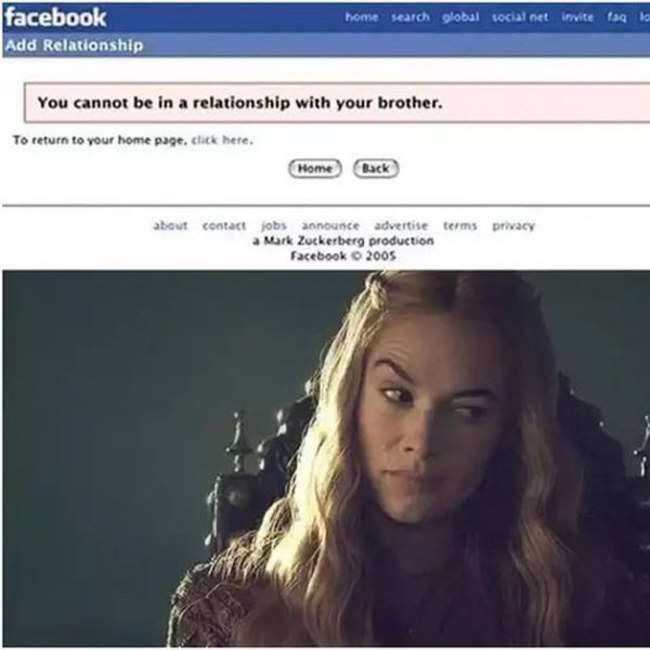 facebook
home search global social net invite faq
Add Relationship
You cannot be in a relationship with your brother.
To return to your home page, click here.
Home Back
about contact jobs announce advertise terms privacy
a Mark Zuckerberg production
Facebook © 2005